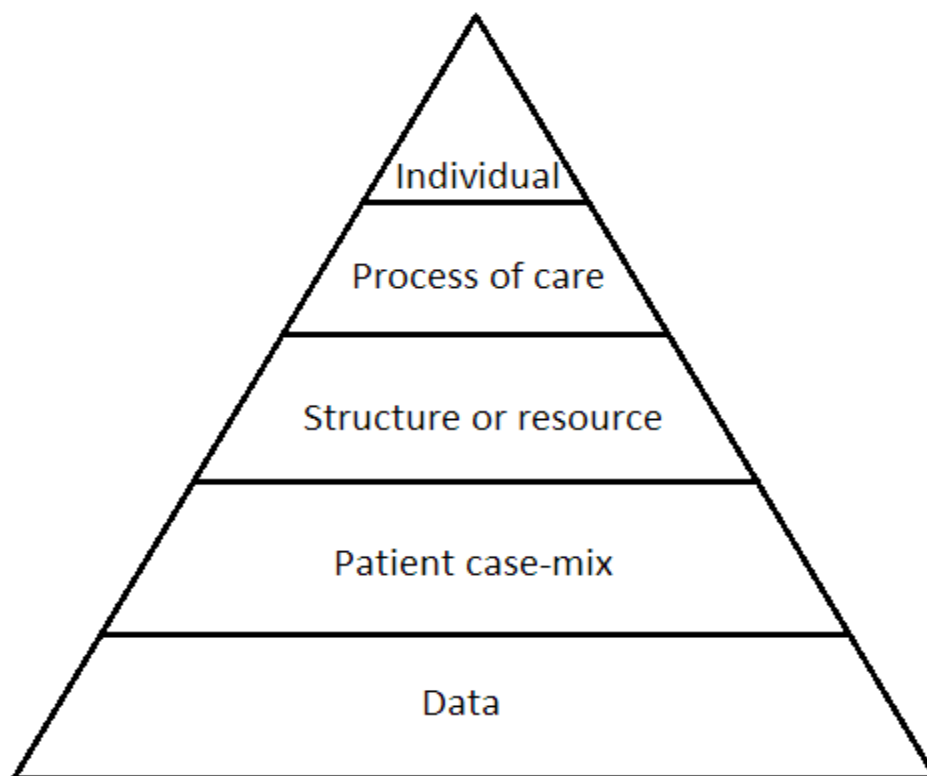 Individual
Process of care
Structure or resource
Patient case-mix
Data